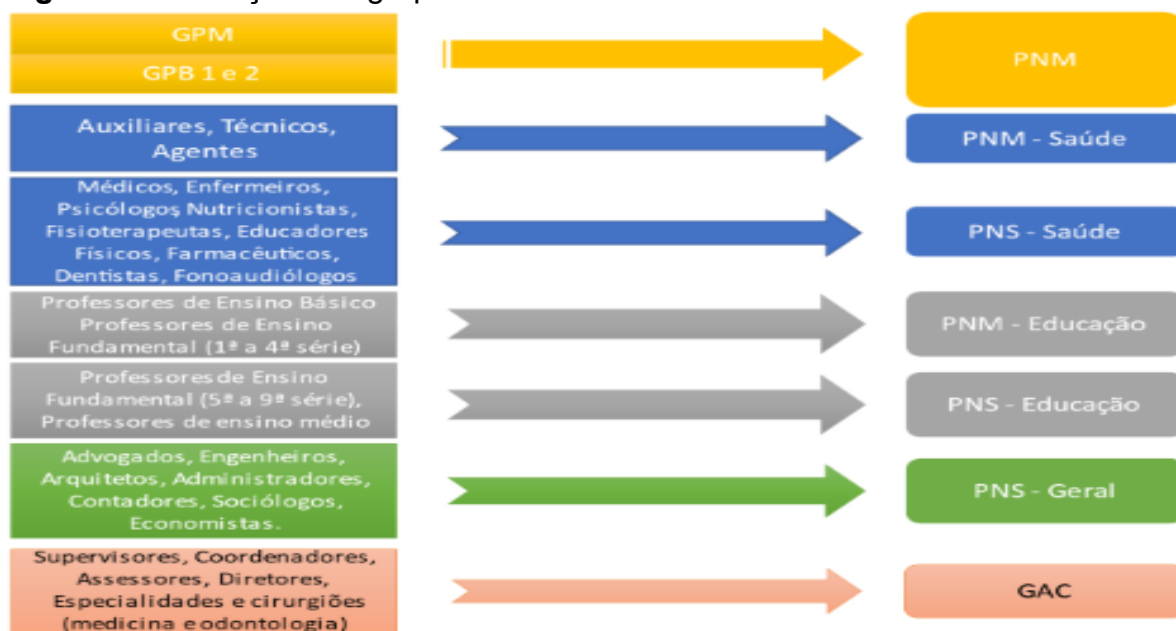 GPM
GPB 1 e 2
PNM
Auxiliares, Técnicos,
Agentes
PNM - Saúde
Médicos, Enfermeiros,
Psicólogos, Nutricionistas,
Fisioterapeutas, Educadores
Físicos, Farmacêuticos,
Dentistas, Fonoaudiólogos
PNS - Saúde
Professores de Ensino Básico
Professores de Ensino
Fundamental (1ª a 4ª série)
PNM - Educação
Professores de Ensino
Fundamental (5ª a 9ª série),
Professores de ensino médio
PNS - Educação
Advogados, Engenheiros,
Arquitetos, Administradores,
Contadores, Sociólogos,
Economistas.
PNS - Geral
Supervisores, Coordenadores,
Assessores, Diretores,
Especialidades e cirurgiões
(medicina e odontologia)
GAC